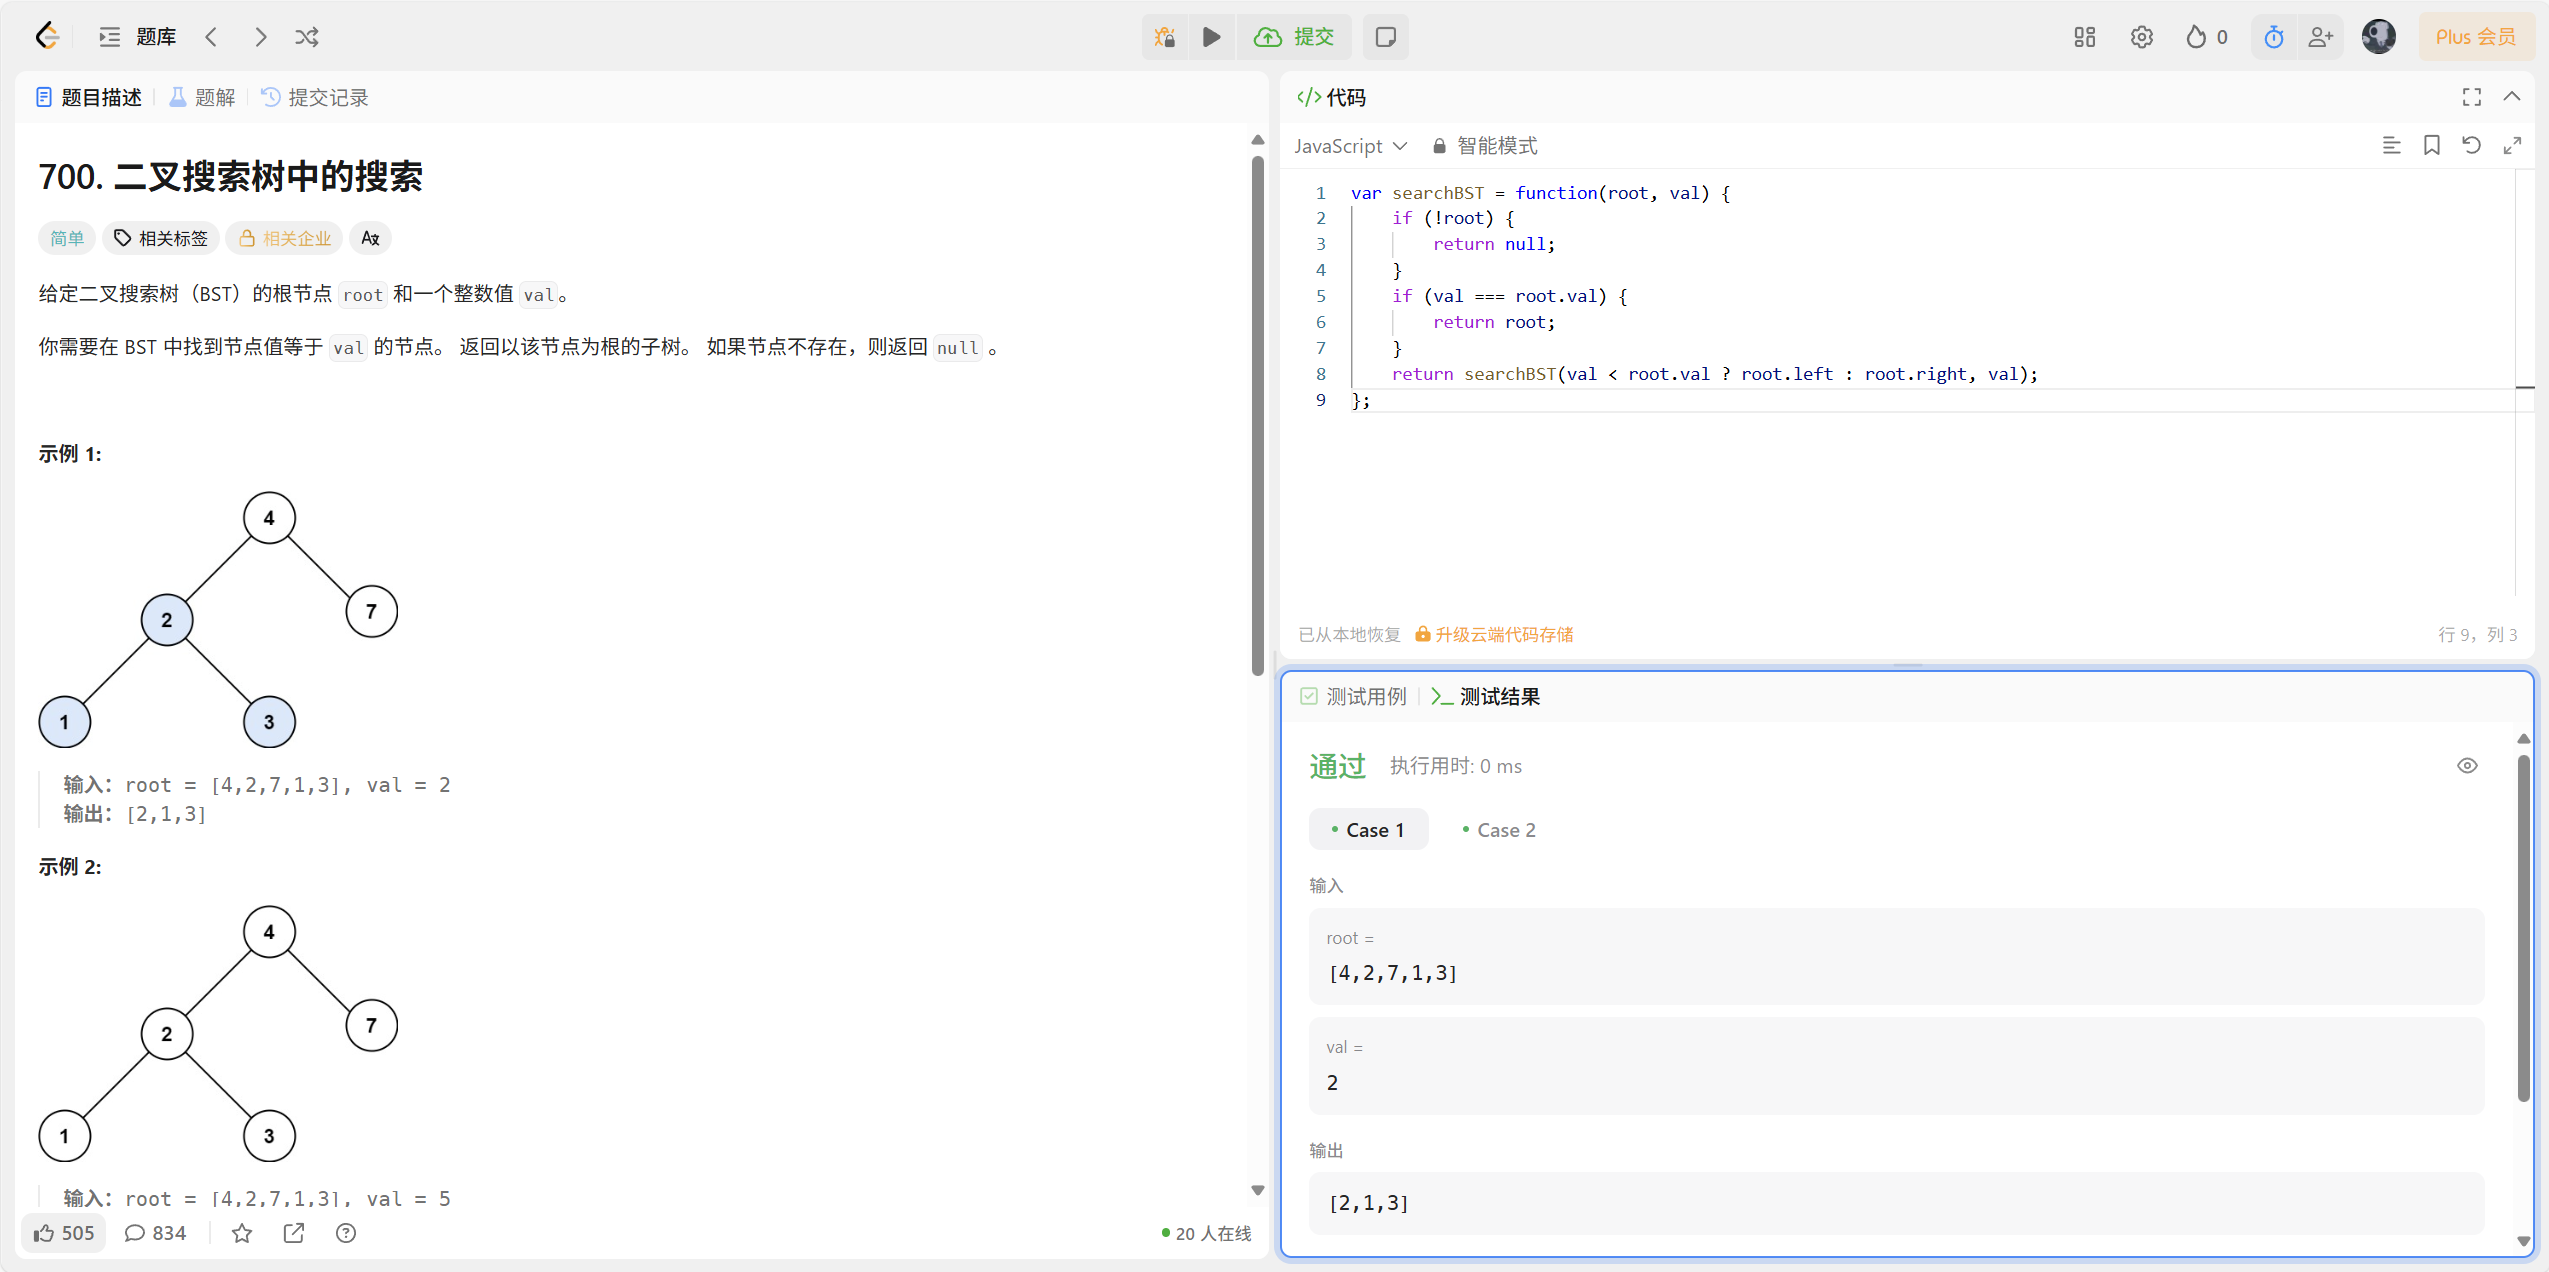 题库
提交
0
Plus 会员
题目描述
题解
提交记录
700. 二叉搜索树中的搜索
简单
相关标签
相关企业
给定二叉搜索树（BST）的根节点 root 和一个整数值 val。
你需要在 BST 中找到节点值等于 val 的节点。 返回以该节点为根的子树。 如果节点不存在，则返回 null 。
示例 1:
4
2
7
1
3
输入：root = [4,2,7,1,3], val = 2
输出：[2,1,3]
示例 2:
4
2
7
1
3
输入：root = [4,2,7,1,3], val = 5
505
834
20 人在线
</> 代码
JavaScript
智能模式
1 var searchBST = function(root, val) {
2     if (!root) {
3         return null;
4     }
5     if (val === root.val) {
6         return root;
7     }
8     return searchBST(val < root.val ? root.left : root.right, val);
9 };
已从本地恢复
升级云端代码存储
行 9，列 3
测试用例
测试结果
通过
执行用时: 0 ms
Case 1
Case 2
输入
root =
[4,2,7,1,3]
val =
2
输出
[2,1,3]